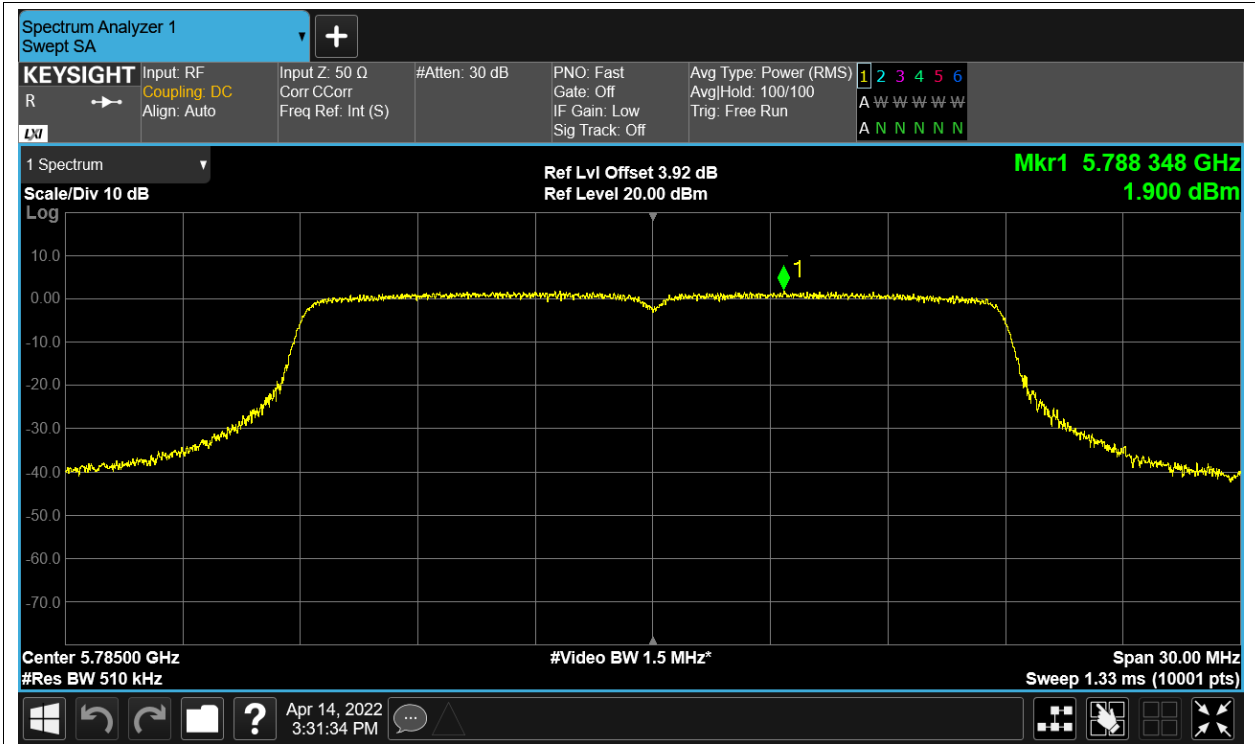 Spectrum Analyzer 1
Swept SA
KEYSIGHT
R
LXI
Input: RF
Coupling: DC
Align: Auto
Input Z: 50 Ω
Corr CCorr
Freq Ref: Int (S)
#Atten: 30 dB
PNO: Fast
Gate: Off
IF Gain: Low
Sig Track: Off
Avg Type: Power (RMS)
Avg|Hold: 100/100
Trig: Free Run
1 2 3 4 5 6
A W W W W W
A N N N N N
1 Spectrum
Scale/Div 10 dB
Log
Ref Lvl Offset 3.92 dB
Ref Level 20.00 dBm
Mkr1 5.788 348 GHz
1.900 dBm
1
10.0
0.00
-10.0
-20.0
-30.0
-40.0
-50.0
-60.0
-70.0
Center 5.78500 GHz
#Res BW 510 kHz
#Video BW 1.5 MHz*
Span 30.00 MHz
Sweep 1.33 ms (10001 pts)
?
Apr 14, 2022
3:31:34 PM